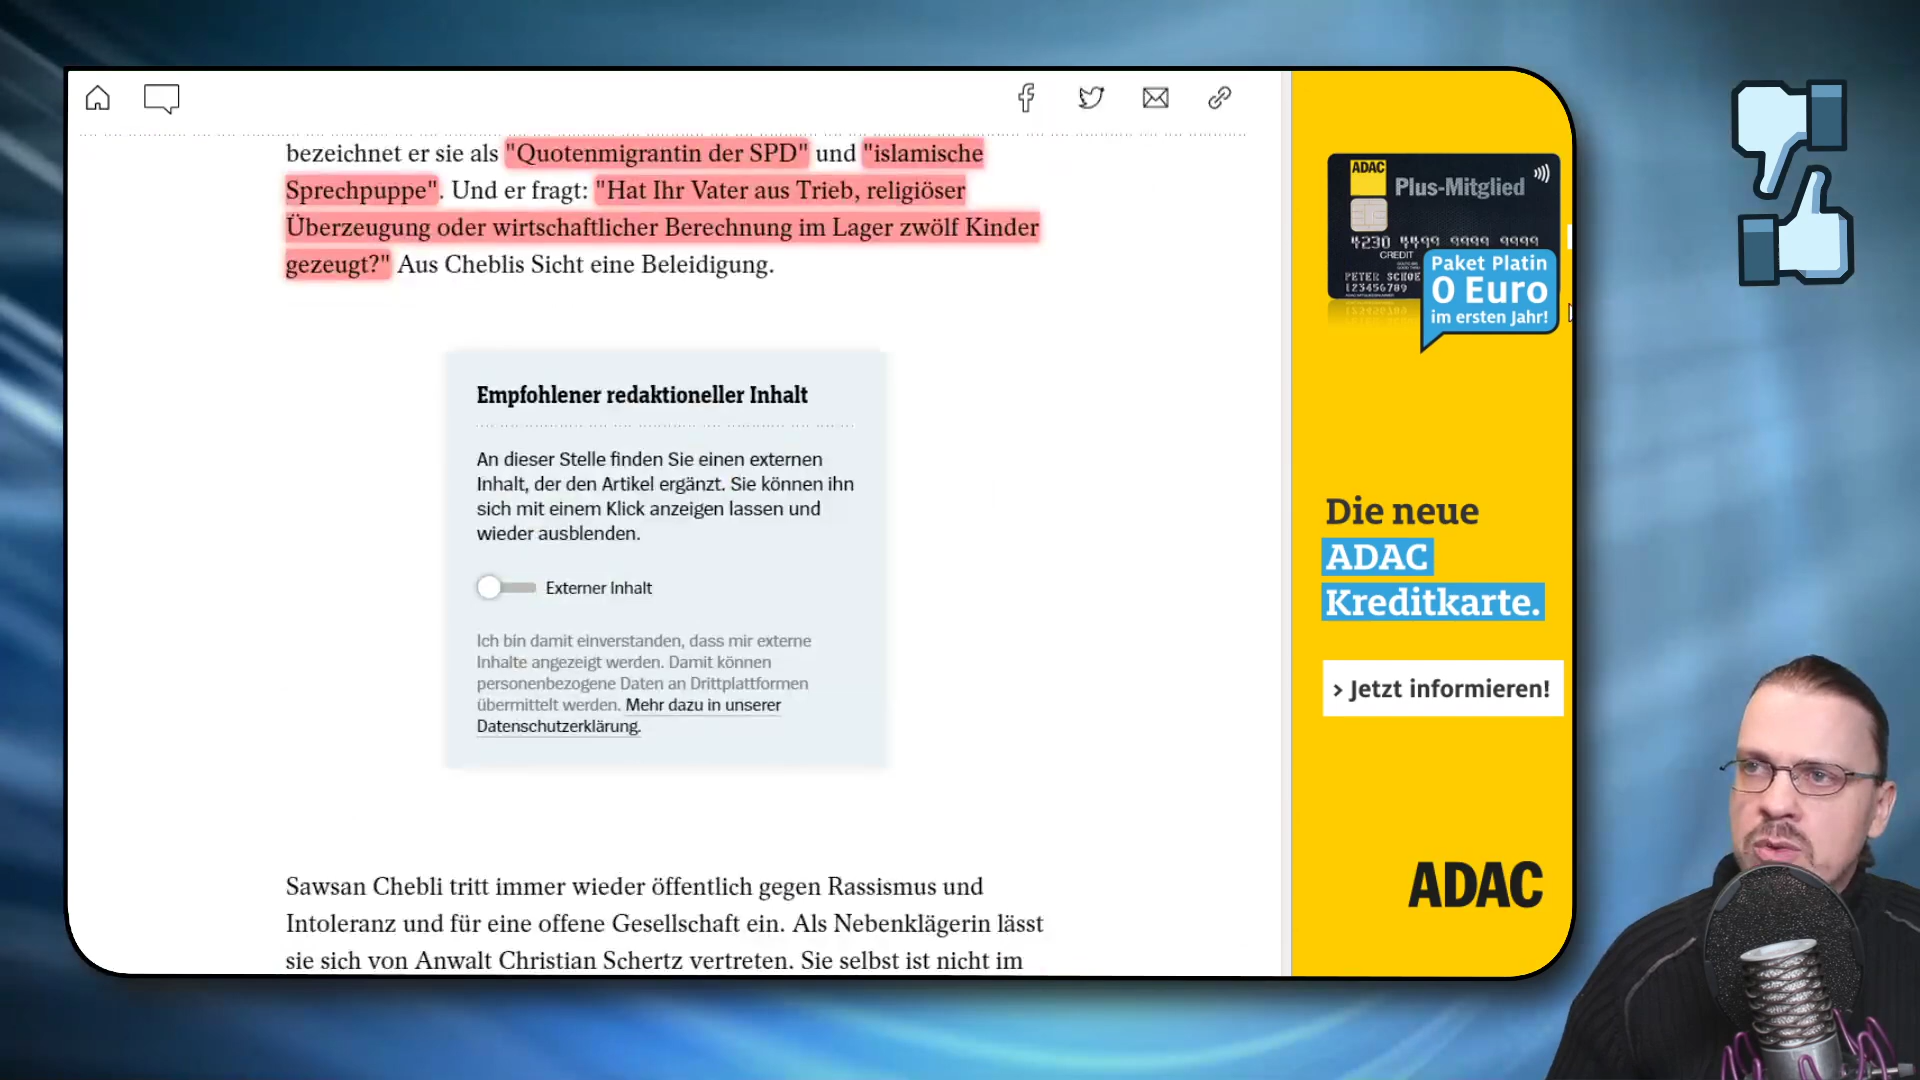 bezeichnet er sie als "Quotenmigrantin der SPD" und "islamische
Sprechpuppe". Und er fragt: "Hat Ihr Vater aus Trieb, religiöser
Überzeugung oder wirtschaftlicher Berechnung im Lager zwölf Kinder
gezeugt?" Aus Cheblis Sicht eine Beleidigung.
Empfohlener redaktioneller Inhalt
An dieser Stelle finden Sie einen externen
Inhalt, der den Artikel ergänzt. Sie können ihn
sich mit einem Klick anzeigen lassen und
wieder ausblenden.
Externer Inhalt
Ich bin damit einverstanden, dass mir externe
Inhalte angezeigt werden. Damit können
personenbezogene Daten an Drittplattformen
übermittelt werden. Mehr dazu in unserer
Datenschutzerklärung.
Sawsan Chebli tritt immer wieder öffentlich gegen Rassismus und
Intoleranz und für eine offene Gesellschaft ein. Als Nebenklägerin lässt
sie sich von Anwalt Christian Schertz vertreten. Sie selbst ist nicht im
ADAC
Plus-Mitglied
4230 4499 9999 9999
CREDIT
PETER SCHOE
123456789
Paket Platin
0 Euro
im ersten Jahr!
Die neue
ADAC
Kreditkarte.
› Jetzt informieren!
ADAC